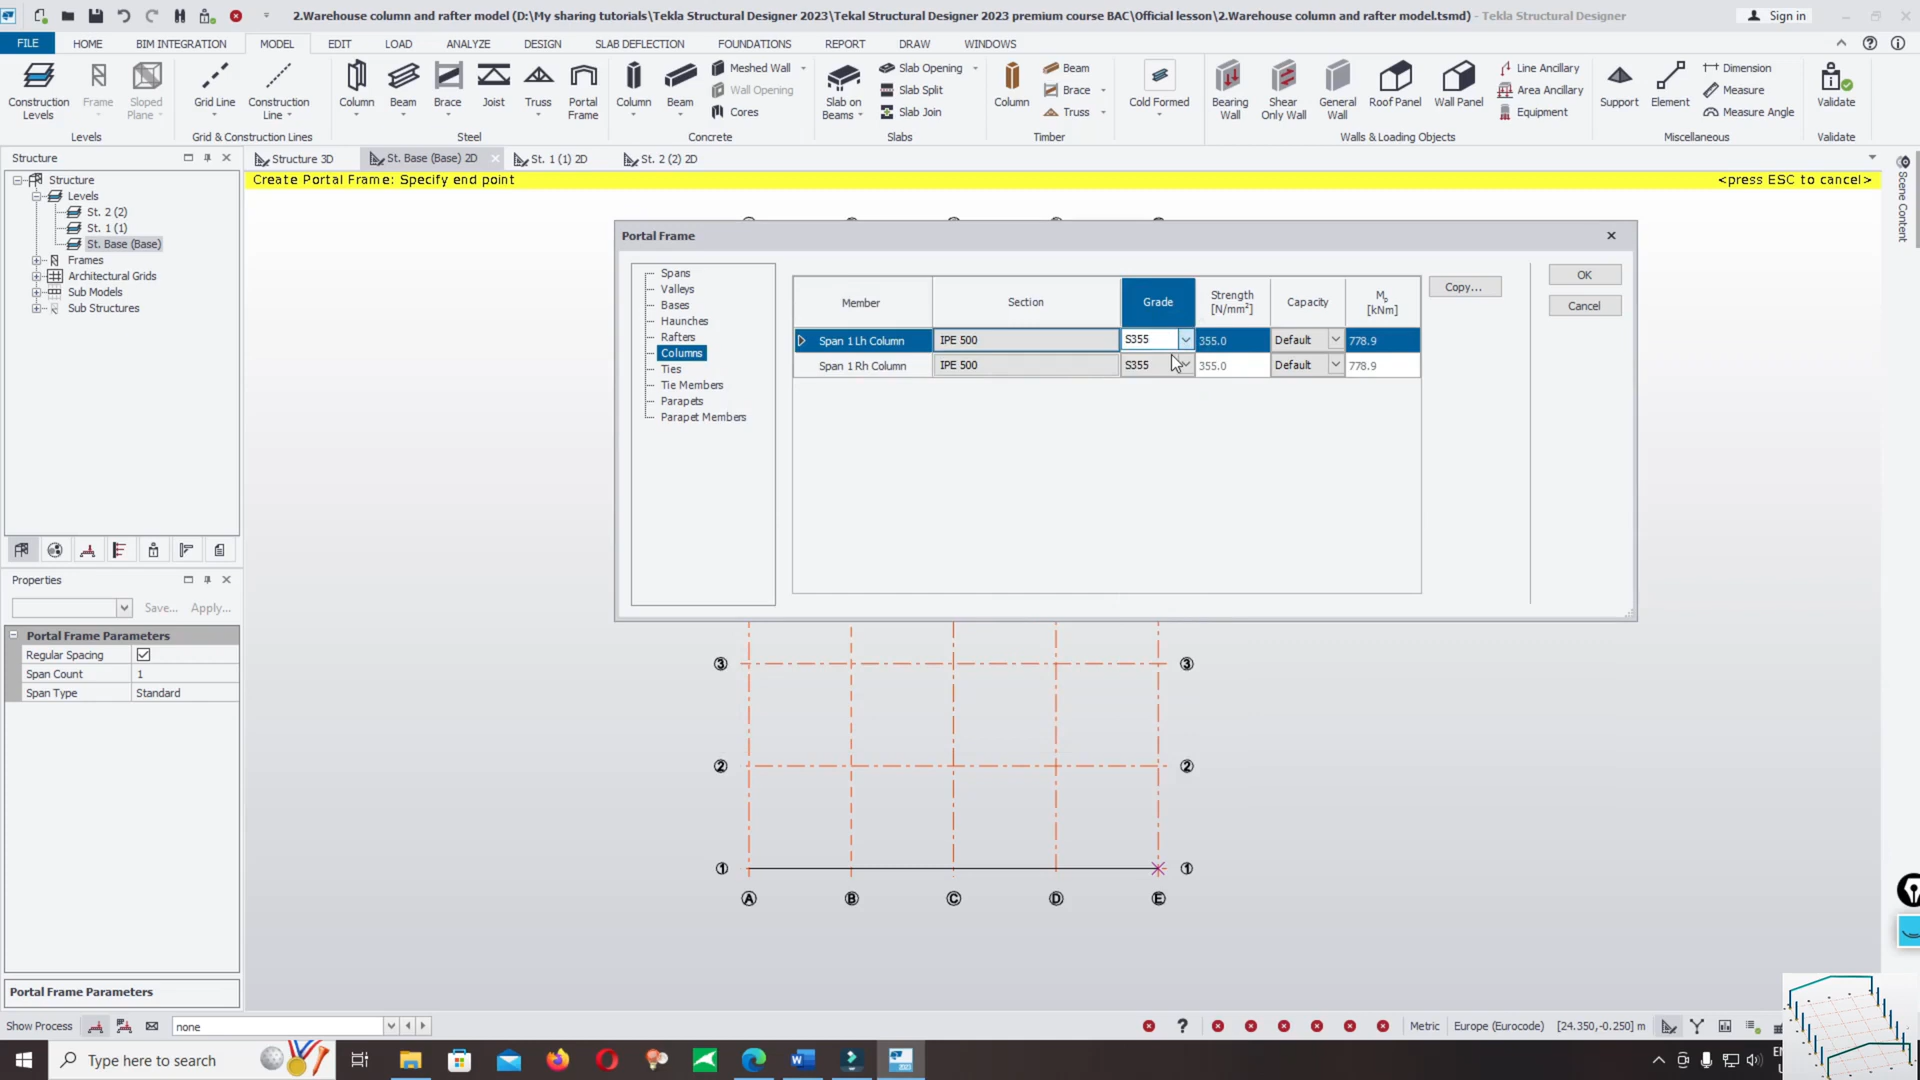 2.Warehouse column and rafter model (D:\My sharing tutorials\Tekla Structural Designer 2023\Tekal Structural Designer 2023 premium course BAC\Official lesson\2.Warehouse column and rafter model.tsmd) - Tekla Structural Designer
Sign in
FILE HOME BIM INTEGRATION MODEL EDIT LOAD ANALYZE DESIGN SLAB DEFLECTION FOUNDATIONS REPORT DRAW WINDOWS
Construction Levels
Frame
Sloped Plane
Levels
Grid Line
Construction Line
Grid & Construction Lines
Column
Beam
Brace
Joist
Truss
Portal Frame
Steel
Column
Beam
Meshed Wall
Wall Opening
Cores
Concrete
Slab on Beams
Slab Opening
Slab Split
Slab Join
Slabs
Column
Beam
Brace
Truss
Timber
Cold Formed
Bearing Wall
Shear Only Wall
General Wall
Roof Panel
Wall Panel
Line Ancillary
Area Ancillary
Equipment
Walls & Loading Objects
Support
Element
Dimension
Measure
Measure Angle
Miscellaneous
Validate
Validate
Structure
Structure 3D
St. Base (Base) 2D
St. 1 (1) 2D
St. 2 (2) 2D
Create Portal Frame: Specify end point
<press ESC to cancel>
Scene Content
Structure
Levels
St. 2 (2)
St. 1 (1)
St. Base (Base)
Frames
Architectural Grids
Sub Models
Sub Structures
Portal Frame
Spans
Valleys
Bases
Haunches
Rafters
Columns
Ties
Tie Members
Parapets
Parapet Members
Member Section Grade Strength [N/mm²] Capacity Mp [kNm]
Span 1 Lh Column IPE 500 S355 355.0 Default 778.9
Span 1 Rh Column IPE 500 S355 355.0 Default 778.9
Copy...
OK
Cancel
Properties
Save... Apply...
Portal Frame Parameters
Regular Spacing
Span Count 1
Span Type Standard
Portal Frame Parameters
3 3
2 2
1 1
A B C D E
Show Process
none
Metric
Europe (Eurocode)
[24.350,-0.250] m
Type here to search